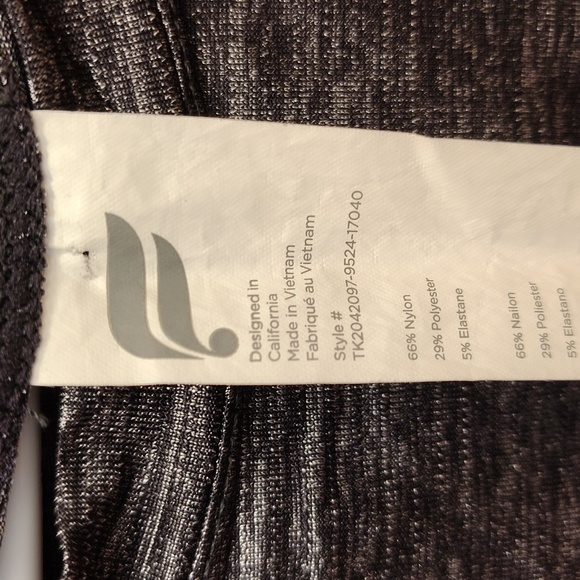 Designed in
California
Made in Vietnam
Fabriqué au Vietnam
Style #
TK2042097-9524-17040
66% Nylon
29% Polyester
5% Elastane
66% Nailon
29% Poliester
5% Elastano